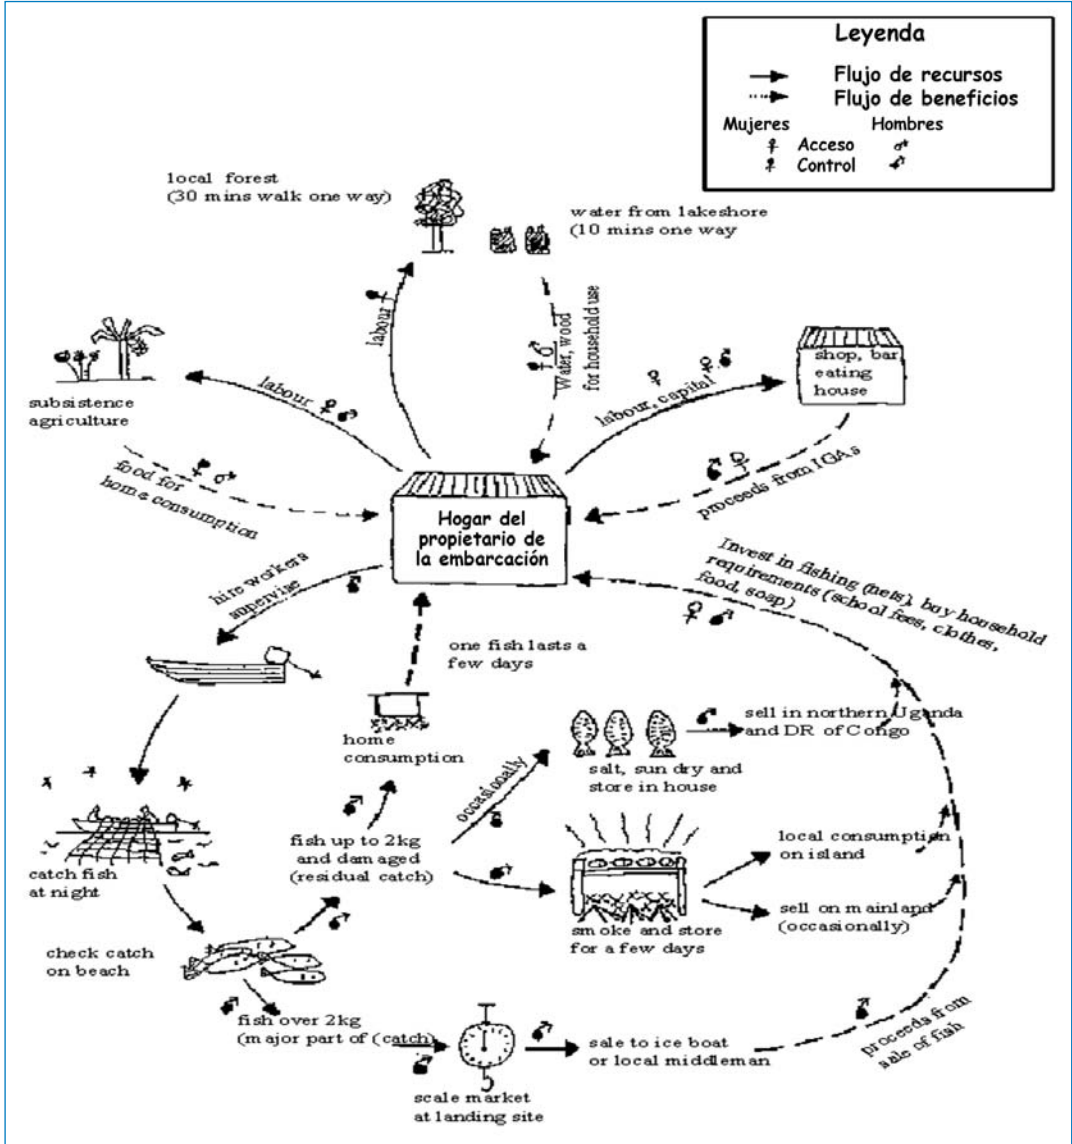 Leyenda
Flujo de recursos
Flujo de beneficios
Mujeres Hombres
Acceso
Control
local forest
(30 mins walk one way)
water from lakeshore
(10 mins one way
labour
Water, wood
for household use
subsistence
agriculture
labour
labour, capital
shop, bar
eating
house
food for
home consumption
proceeds from IGAs
Hogar del
propietario de
la embarcación
hire workers
supervise
Invest in fishing (nets), buy household
requirements (school fees, clothes,
food, soap)
one fish lasts a
few days
home
consumption
occasionally
sell in northern Uganda
and DR of Congo
salt, sun dry and
store in house
catch fish
at night
fish up to 2kg
and damaged
(residual catch)
local consumption
on island
smoke and store
for a few days
sell on mainland
(occasionally)
check catch
on beach
fish over 2kg
(major part of (catch)
sale to ice boat
or local middleman
proceeds from
sale of fish
scale market
at landing site